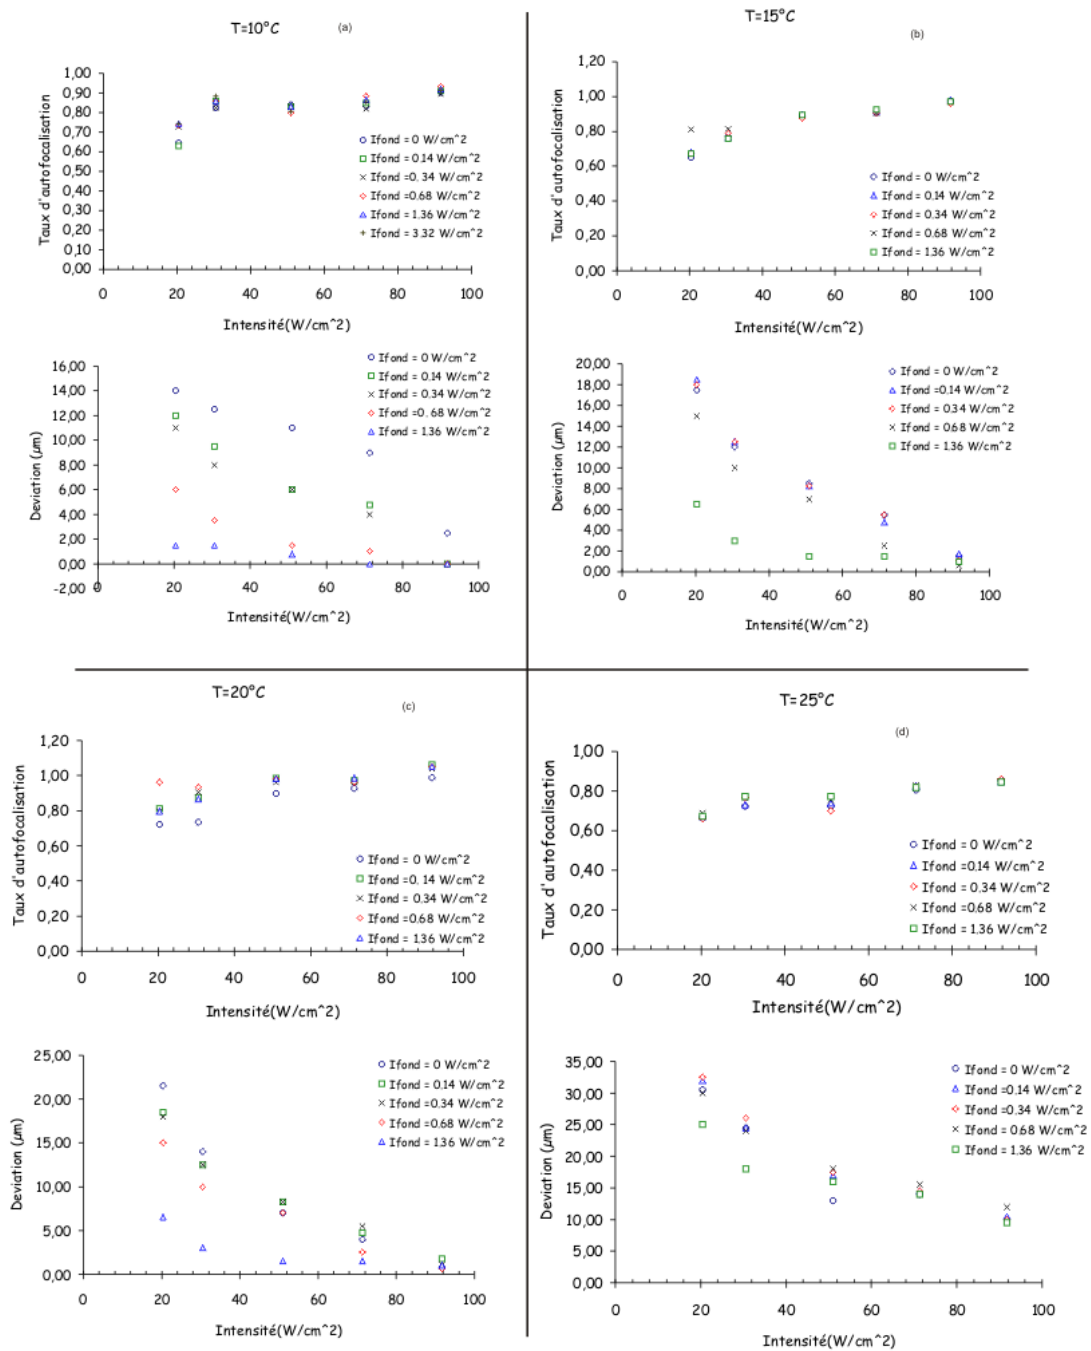 T=10°C
(a)
1,00
0,90
0,80
0,70
0,60
0,50
0,40
0,30
0,20
0,10
0,00
Taux d'autofocalisation
Ifond = 0 W/cm^2
Ifond = 0.14 W/cm^2
Ifond =0. 34 W/cm^2
Ifond =0.68 W/cm^2
Ifond = 1.36 W/cm^2
Ifond = 3.32 W/cm^2
0 20 40 60 80 100
Intensité(W/cm^2)
16,00
14,00
12,00
10,00
8,00
6,00
4,00
2,00
0,00
-2,00
Deviation (µm)
Ifond = 0 W/cm^2
Ifond = 0.14 W/cm^2
Ifond = 0.34 W/cm^2
Ifond =0. 68 W/cm^2
Ifond = 1.36 W/cm^2
0 20 40 60 80 100
Intensité(W/cm^2)
T=15°C
(b)
1,20
1,00
0,80
0,60
0,40
0,20
0,00
Taux d'autofocalisation
Ifond = 0 W/cm^2
Ifond = 0.14 W/cm^2
Ifond = 0.34 W/cm^2
Ifond = 0.68 W/cm^2
Ifond = 1.36 W/cm^2
0 20 40 60 80 100
Intensité(W/cm^2)
20,00
18,00
16,00
14,00
12,00
10,00
8,00
6,00
4,00
2,00
0,00
Deviation (µm)
Ifond = 0 W/cm^2
Ifond =0.14 W/cm^2
Ifond = 0.34 W/cm^2
Ifond =0.68 W/cm^2
Ifond = 1.36 W/cm^2
0 20 40 60 80 100
Intensité(W/cm^2)
T=20°C
(c)
1,20
1,00
0,80
0,60
0,40
0,20
0,00
Taux d'autofocalisation
Ifond = 0 W/cm^2
Ifond =0. 14 W/cm^2
Ifond = 0.34 W/cm^2
Ifond =0.68 W/cm^2
Ifond = 1.36 W/cm^2
0 20 40 60 80 100
Intensité(W/cm^2)
25,00
20,00
15,00
10,00
5,00
0,00
Deviation (µm)
Ifond = 0 W/cm^2
Ifond = 0.14 W/cm^2
Ifond =0.34 W/cm^2
Ifond =0.68 W/cm^2
Ifond = 1.36 W/cm^2
0 20 40 60 80 100
Intensité(W/cm^2)
T=25°C
(d)
1,00
0,80
0,60
0,40
0,20
0,00
Taux d'autofocalisation
Ifond = 0 W/cm^2
Ifond =0.14 W/cm^2
Ifond = 0.34 W/cm^2
Ifond =0.68 W/cm^2
Ifond = 1.36 W/cm^2
0 20 40 60 80 100
Intensité(W/cm^2)
35,00
30,00
25,00
20,00
15,00
10,00
5,00
0,00
Deviation (µm)
Ifond = 0 W/cm^2
Ifond =0.14 W/cm^2
Ifond =0.34 W/cm^2
Ifond = 0.68 W/cm^2
Ifond = 1.36 W/cm^2
0 20 40 60 80 100
Intensité(W/cm^2)